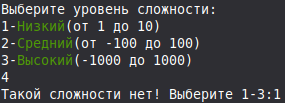 Выберите уровень сложности:
1-Низкий(от 1 до 10)
2-Средний(от -100 до 100)
3-Высокий(-1000 до 1000)
4
Такой сложности нет! Выберите 1-3:1